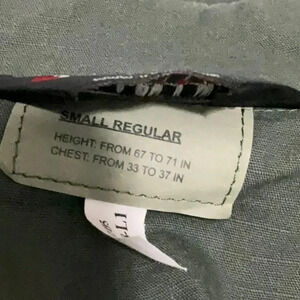 SMALL REGULAR
HEIGHT: FROM 67 TO 71 IN
CHEST: FROM 33 TO 37 IN